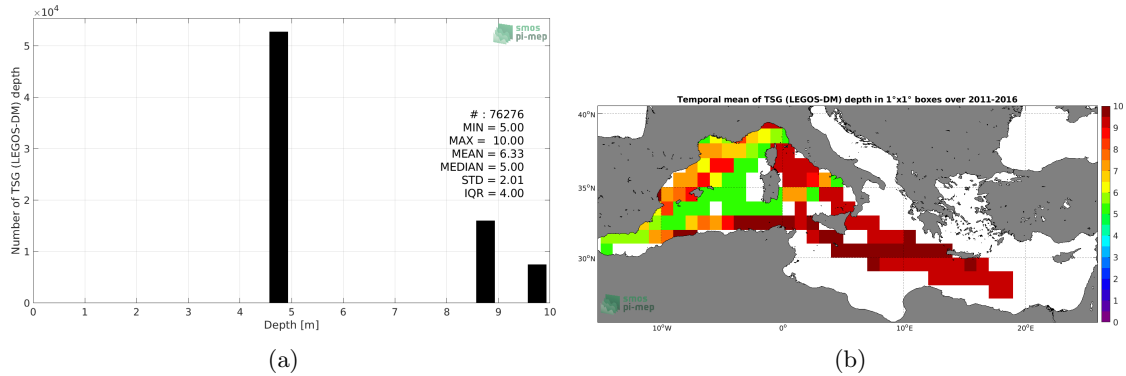 ×10⁴
smos
pi-mep
5
4
3
2
1
0
Number of TSG (LEGOS-DM) depth
# : 76276
MIN = 5.00
MAX = 10.00
MEAN = 6.33
MEDIAN = 5.00
STD = 2.01
IQR = 4.00
0 1 2 3 4 5 6 7 8 9 10
Depth [m]
(a)
Temporal mean of TSG (LEGOS-DM) depth in 1°x1° boxes over 2011-2016
40°N
35°N
30°N
10°W 0° 10°E 20°E
smos
pi-mep
10
9
8
7
6
5
4
3
2
1
0
(b)